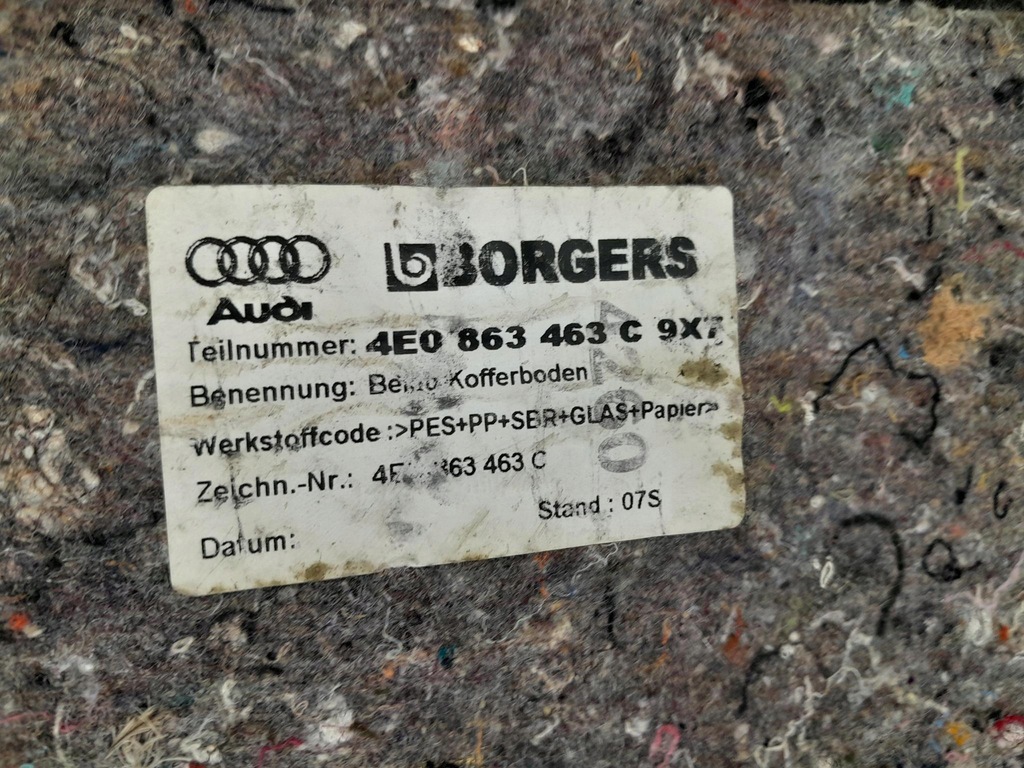 Audi
BORGERS
Teilnummer: 4E0 863 463 C 9X7
Benennung: Kofferboden
Werkstoffcode :>PES+PP+SBR+GLAS+Papier>
Zeichn.-Nr.: 463 C
Stand : 07S
Datum: